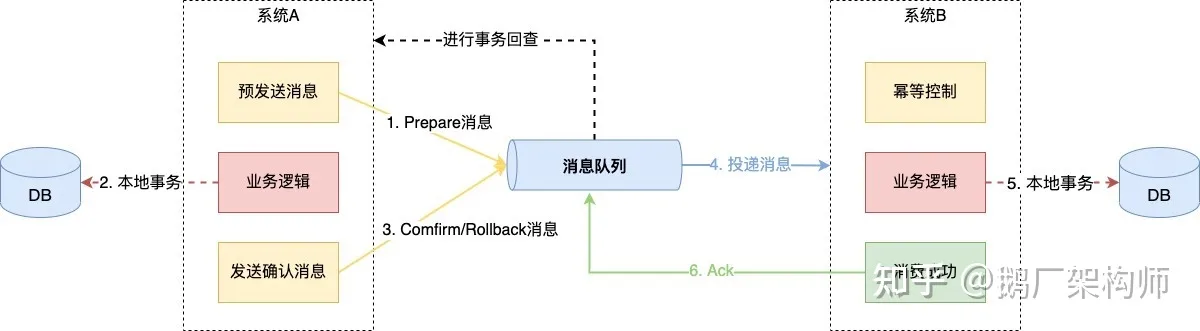 系统A
系统B
进行事务回查
预发送消息
幂等控制
1. Prepare消息
消息队列
4. 投递消息
DB
2. 本地事务
业务逻辑
业务逻辑
5. 本地事务
DB
3. Comfirm/Rollback消息
发送确认消息
6. Ack
消费成功
知乎 @鹅厂架构师